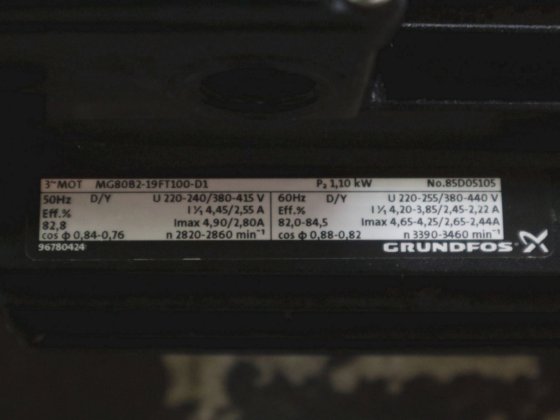 3~MOT MG80B2-19FT100-D1 P₂ 1,10 kW No.85D05105
50Hz D/Y U 220-240/380-415 V
Eff.% I 1/1 4,45/2,55 A
82,8 Imax 4,90/2,80A
cos φ 0,84-0,76 n 2820-2860 min⁻¹
60Hz D/Y U 220-255/380-440 V
Eff.% I 1/1 4,20-3,85/2,45-2,22 A
82,0-84,5 Imax 4,65-4,25/2,65-2,44A
cos φ 0,88-0,82 n 3390-3460 min⁻¹
96780424
GRUNDFOS